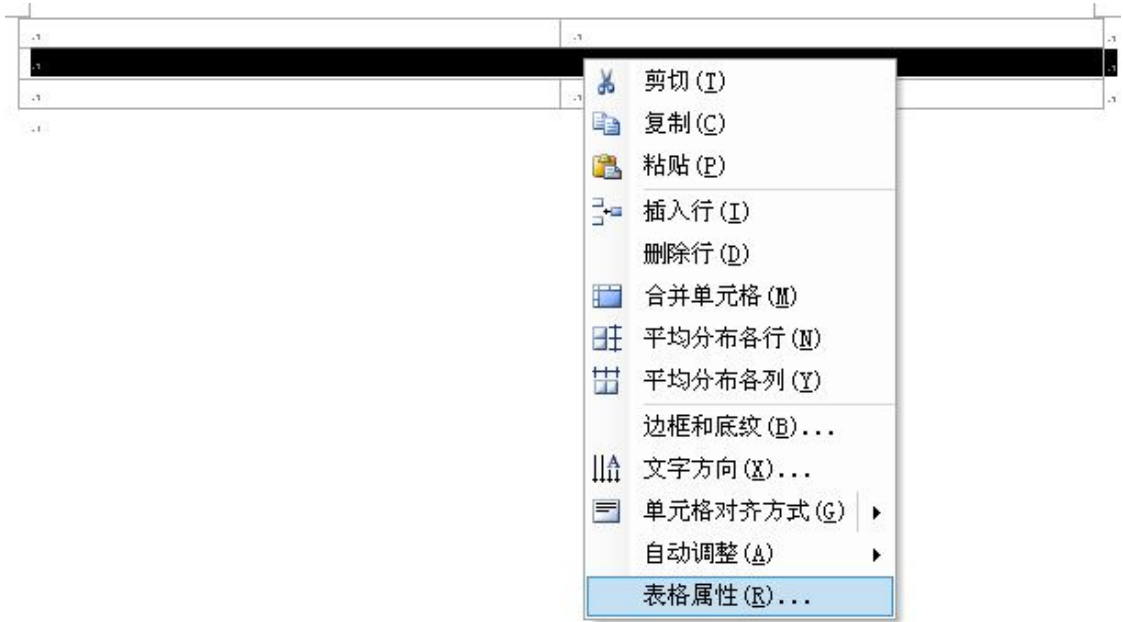 剪切(T)
复制(C)
粘贴(P)
插入行(I)
删除行(D)
合并单元格(M)
平均分布各行(N)
平均分布各列(Y)
边框和底纹(B)...
文字方向(X)...
单元格对齐方式(G)
自动调整(A)
表格属性(R)...